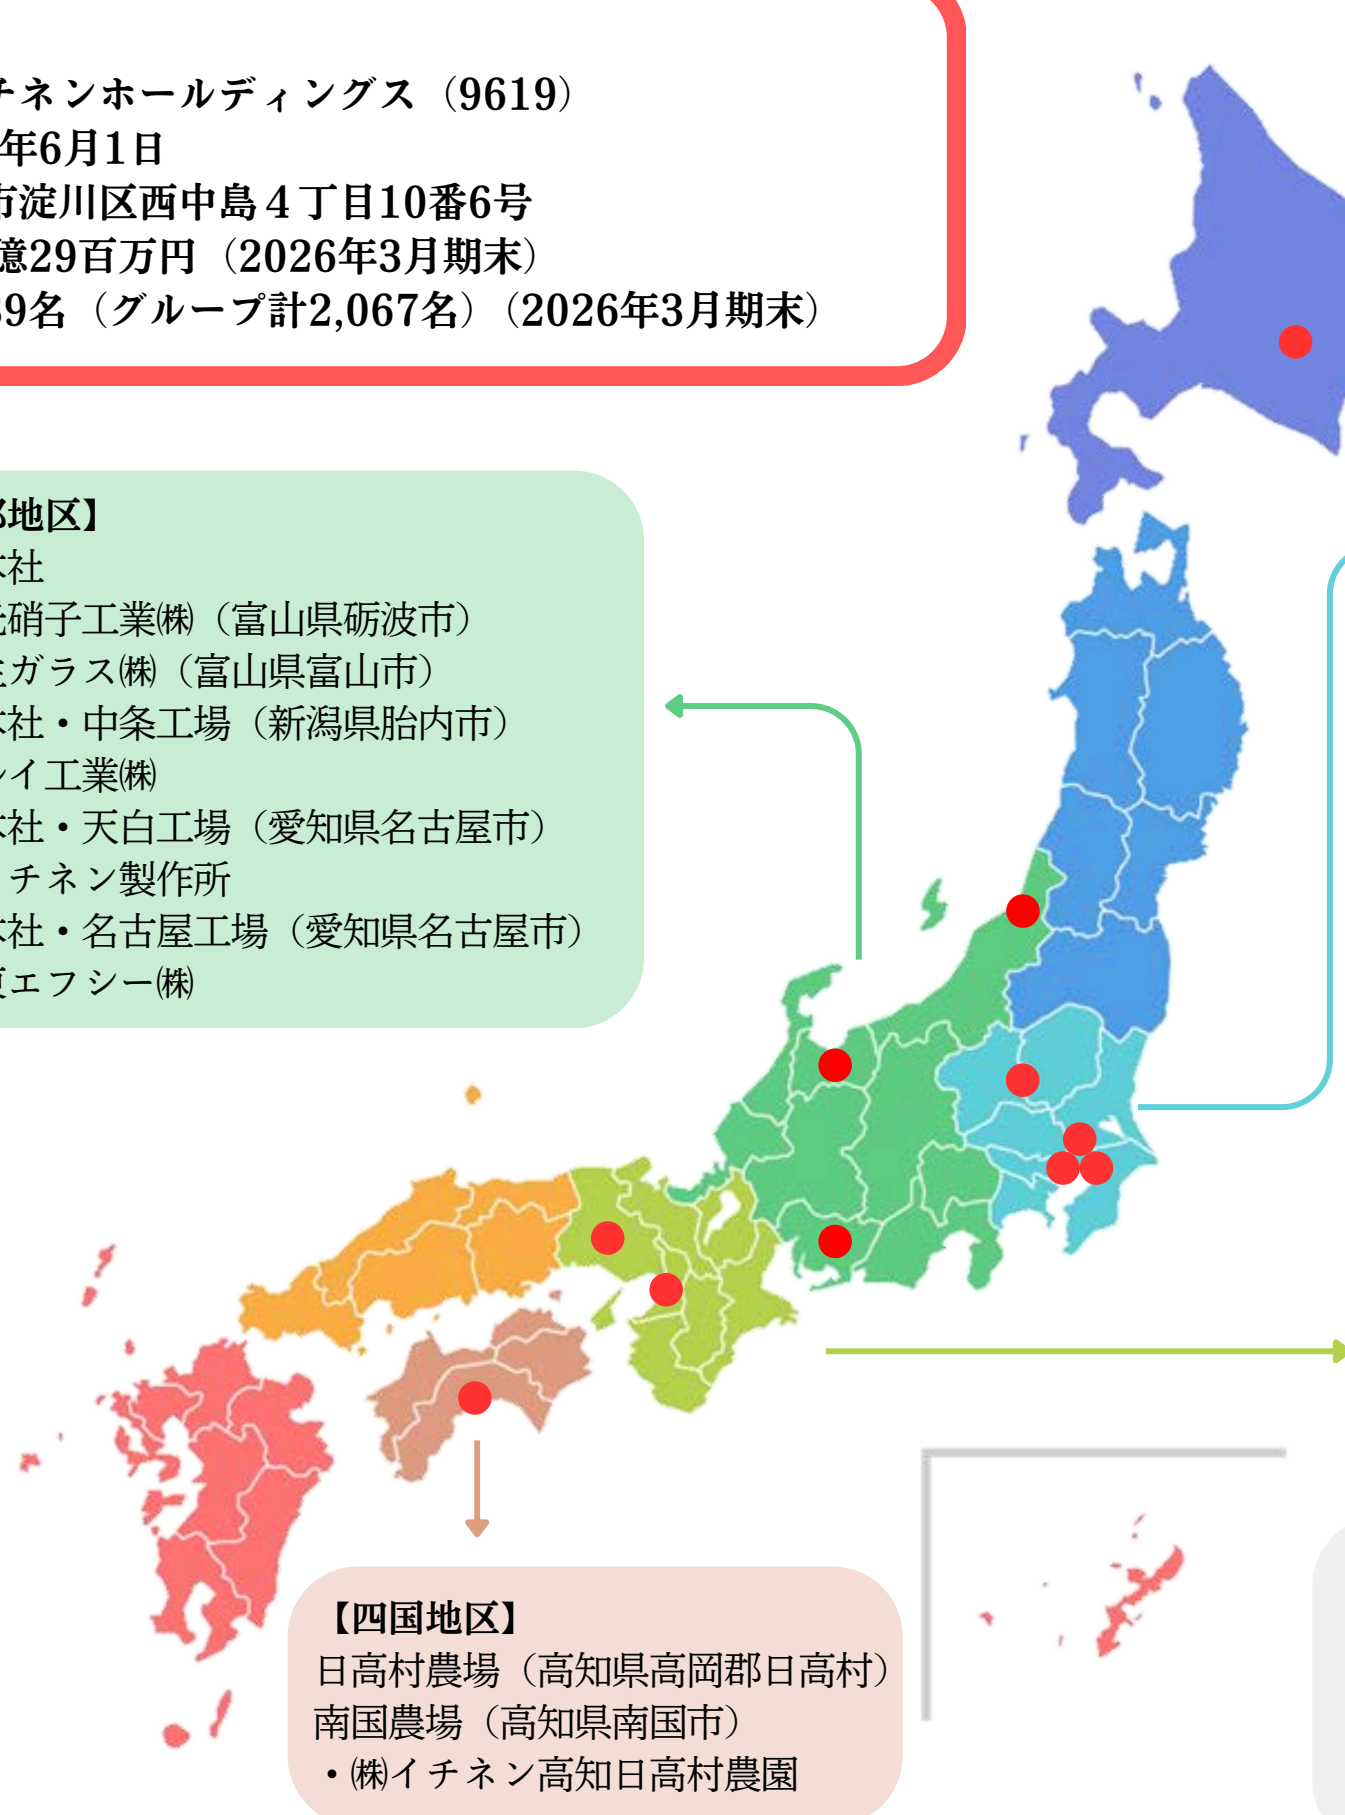 チネンホールディングス（9619）
年6月1日
市淀川区西中島４丁目10番6号
億29百万円（2026年3月期末）
39名（グループ計2,067名）（2026年3月期末）
部地区】
本社
硝子工業㈱（富山県砺波市）
ガラス㈱（富山県富山市）
本社・中条工場（新潟県胎内市）
レイ工業㈱
本社・天白工場（愛知県名古屋市）
チネン製作所
本社・名古屋工場（愛知県名古屋市）
エフシー㈱
【四国地区】
日高村農場（高知県高岡郡日高村）
南国農場（高知県南国市）
・㈱イチネン高知日高村農園